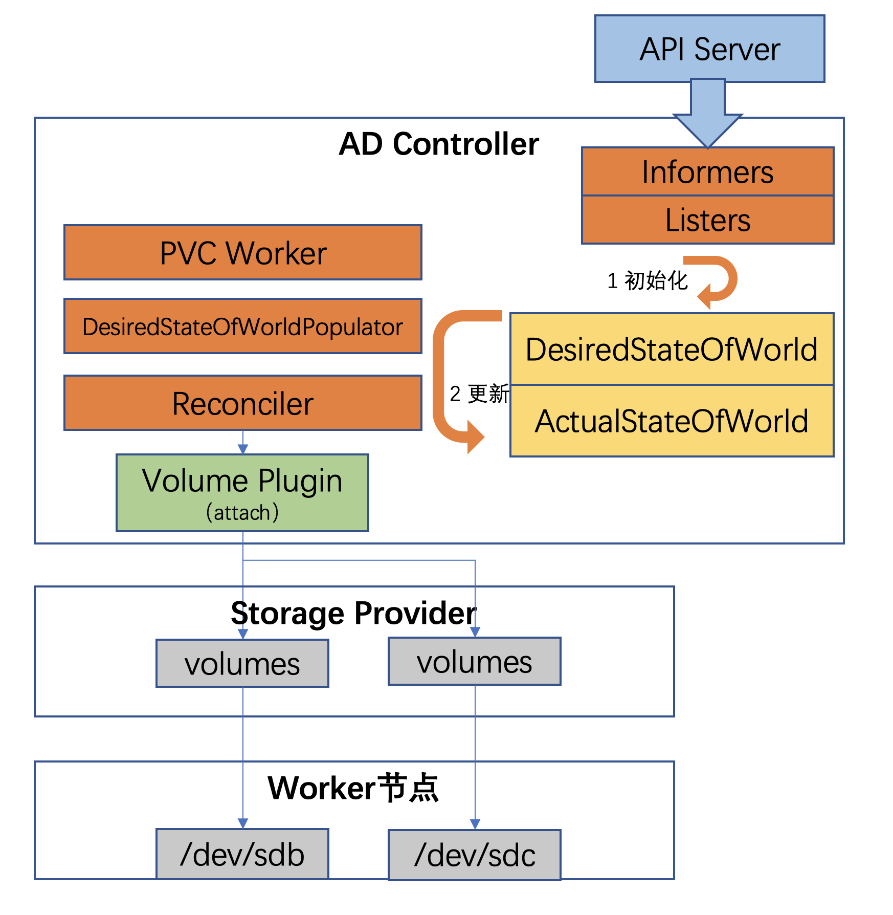 API Server
AD Controller
Informers
Listers
PVC Worker
1 初始化
DesiredStateOfWorldPopulator
DesiredStateOfWorld
Reconciler
2 更新
ActualStateOfWorld
Volume Plugin
（attach）
Storage Provider
volumes
volumes
Worker节点
/dev/sdb
/dev/sdc